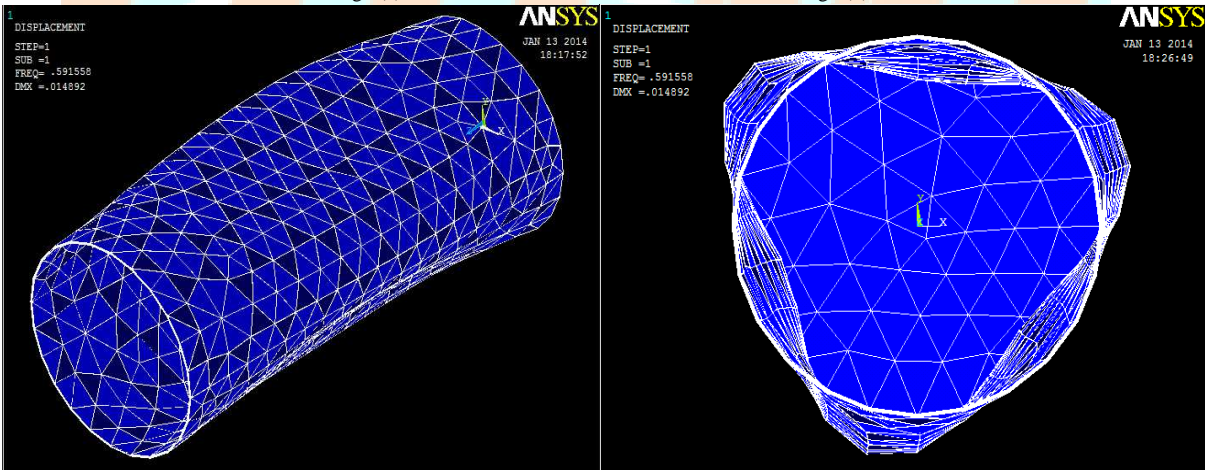 1
DISPLACEMENT
STEP=1
SUB =1
FREQ= .591558
DMX =.014892
ANSYS
JAN 13 2014
18:17:52
Y
Z
X
1
DISPLACEMENT
STEP=1
SUB =1
FREQ= .591558
DMX =.014892
ANSYS
JAN 13 2014
18:26:49
Y
X